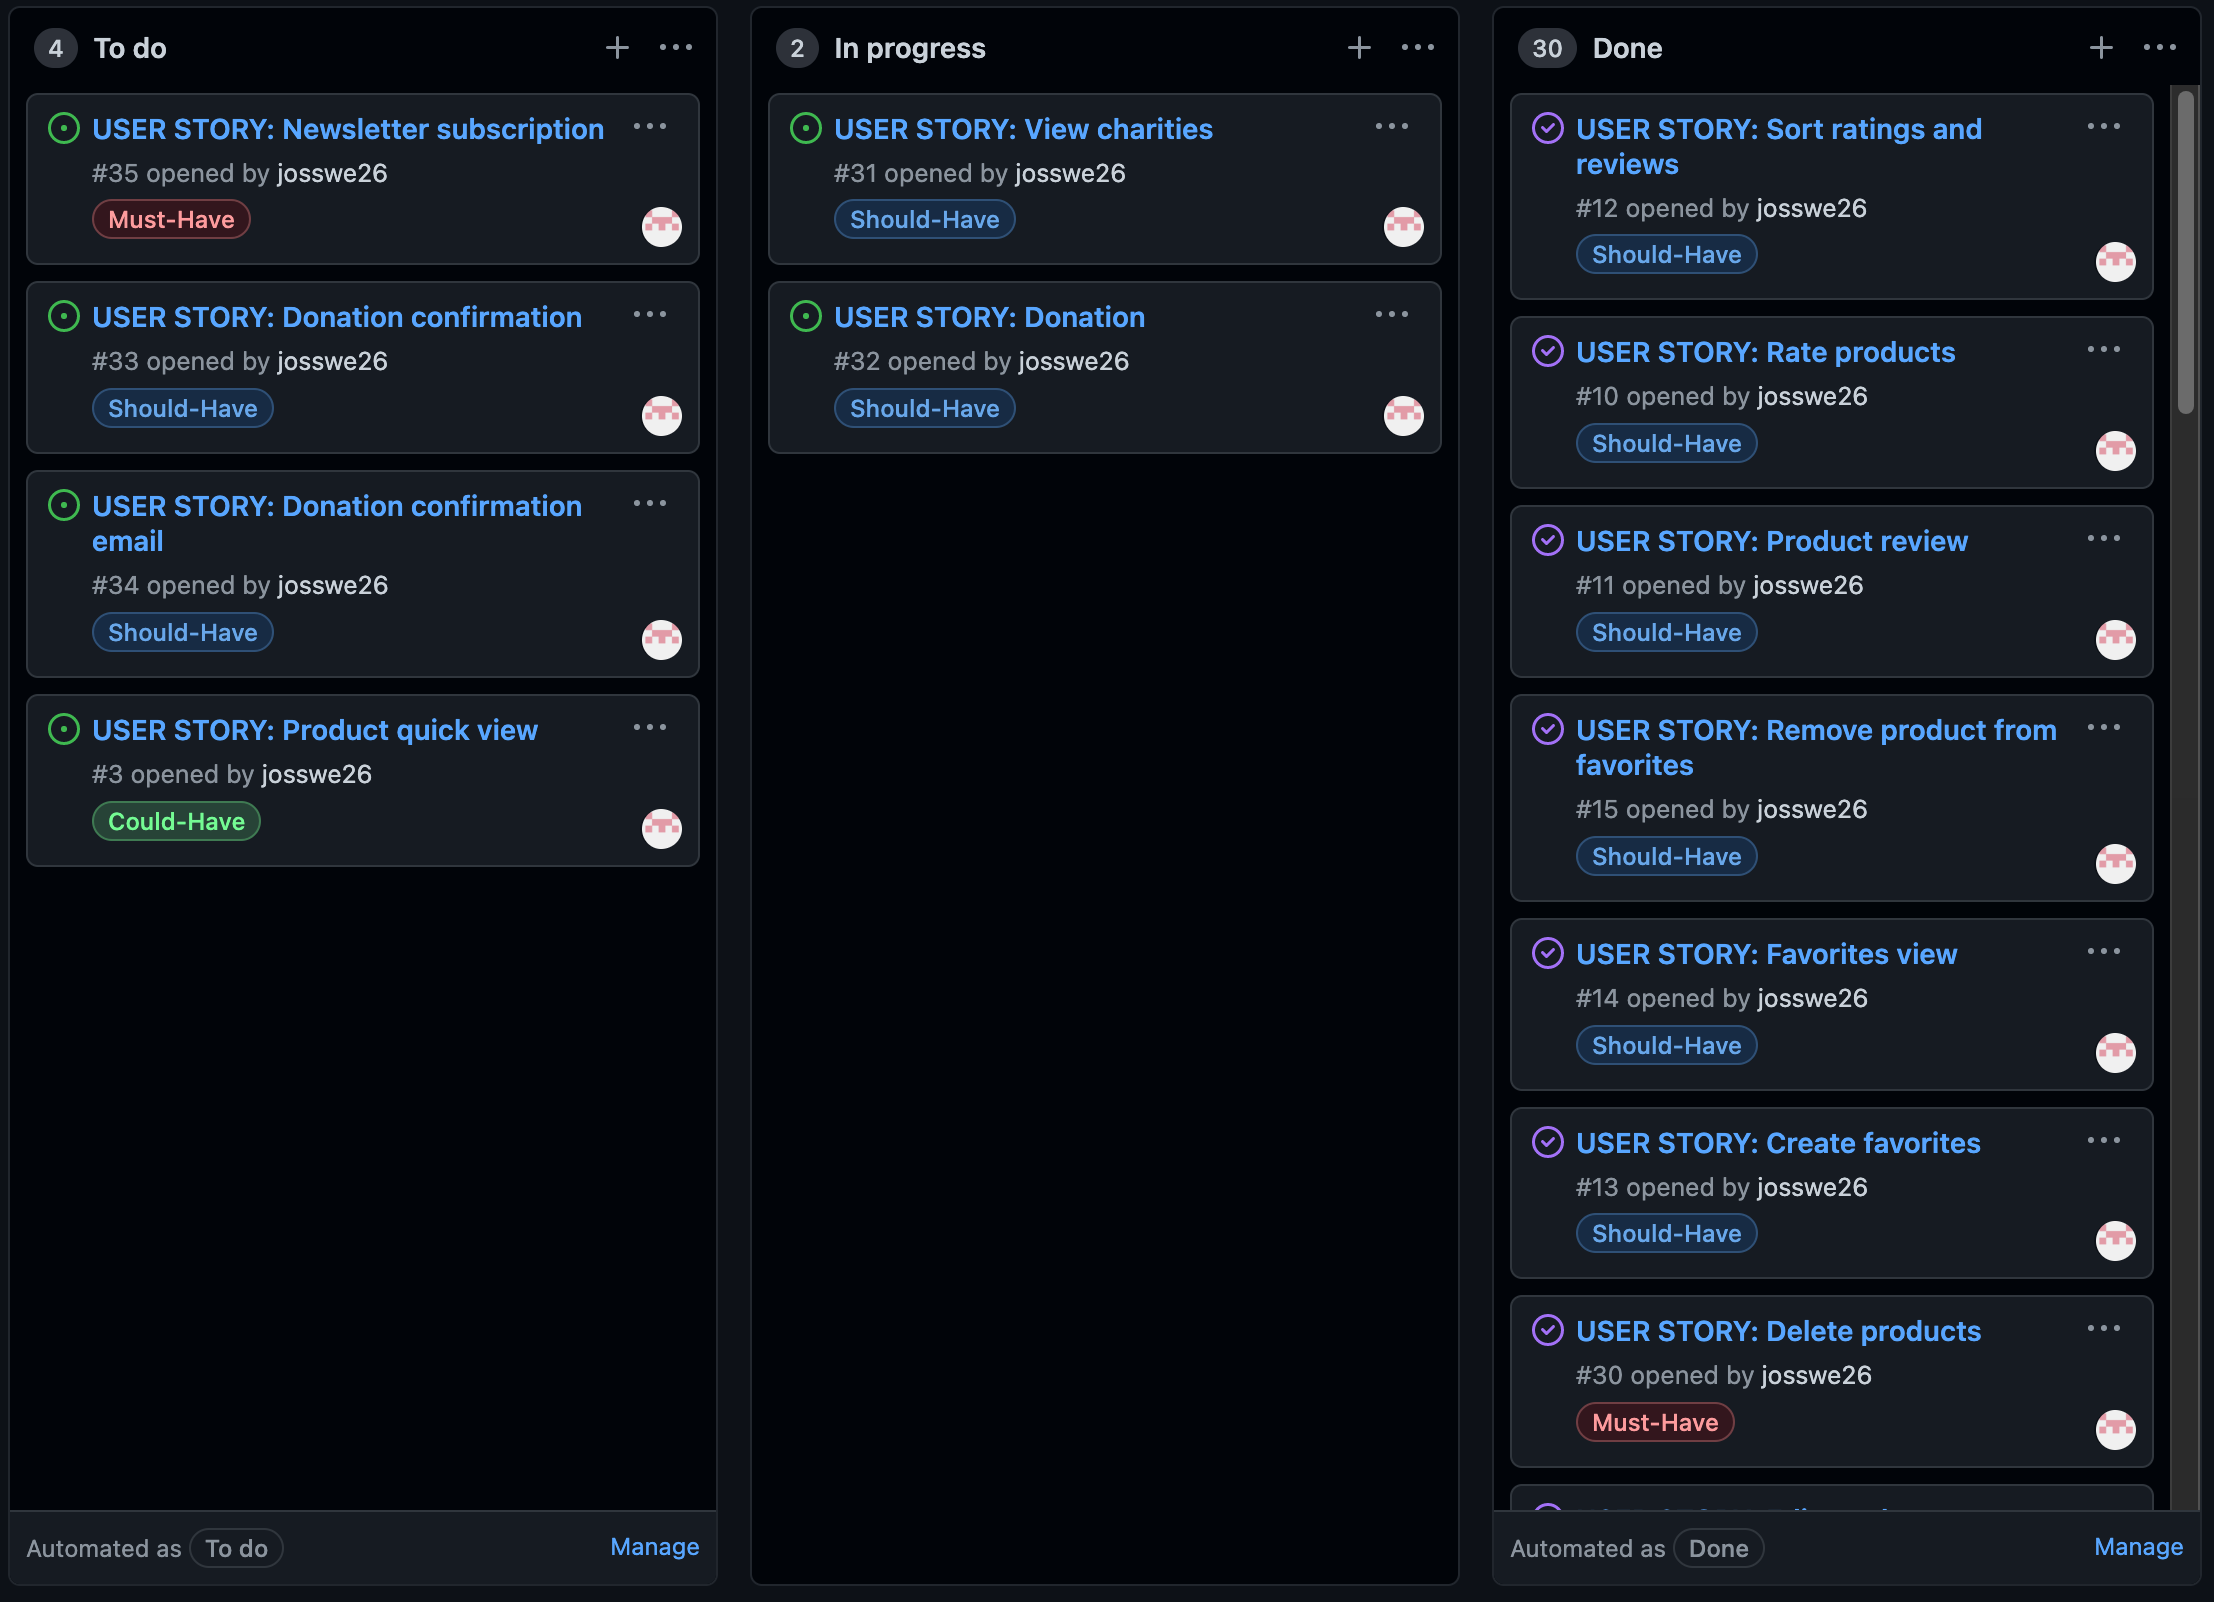 4 To do
USER STORY: Newsletter subscription
#35 opened by josswe26
Must-Have
USER STORY: Donation confirmation
#33 opened by josswe26
Should-Have
USER STORY: Donation confirmation
email
#34 opened by josswe26
Should-Have
USER STORY: Product quick view
#3 opened by josswe26
Could-Have
Automated as To do Manage
2 In progress
USER STORY: View charities
#31 opened by josswe26
Should-Have
USER STORY: Donation
#32 opened by josswe26
Should-Have
30 Done
USER STORY: Sort ratings and
reviews
#12 opened by josswe26
Should-Have
USER STORY: Rate products
#10 opened by josswe26
Should-Have
USER STORY: Product review
#11 opened by josswe26
Should-Have
USER STORY: Remove product from
favorites
#15 opened by josswe26
Should-Have
USER STORY: Favorites view
#14 opened by josswe26
Should-Have
USER STORY: Create favorites
#13 opened by josswe26
Should-Have
USER STORY: Delete products
#30 opened by josswe26
Must-Have
Automated as Done Manage